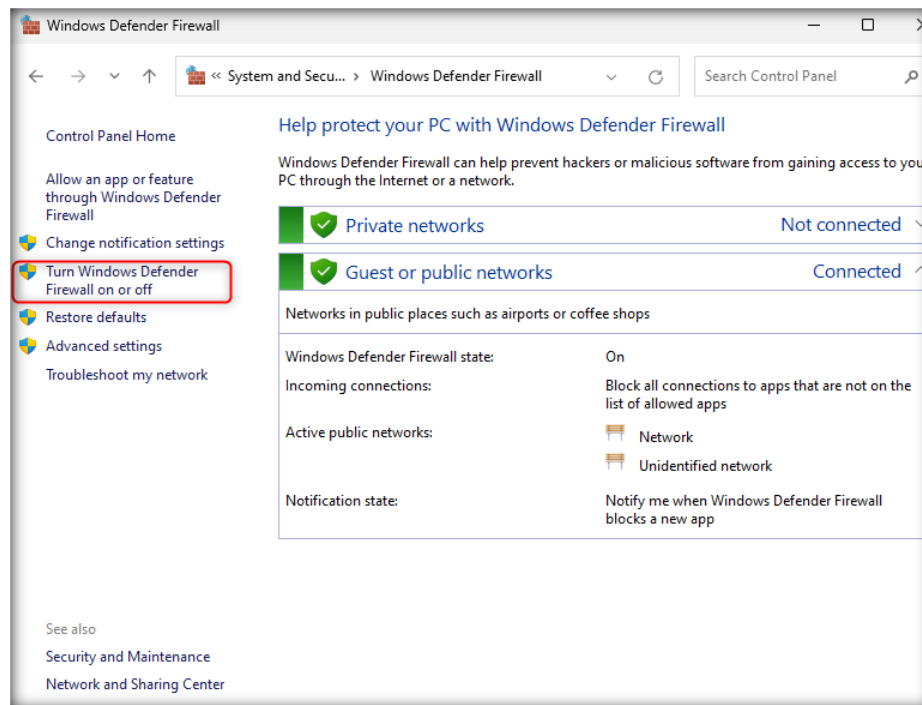 Windows Defender Firewall
« System and Secu... › Windows Defender Firewall
Search Control Panel
Control Panel Home
Allow an app or feature
through Windows Defender
Firewall
Change notification settings
Turn Windows Defender
Firewall on or off
Restore defaults
Advanced settings
Troubleshoot my network
See also
Security and Maintenance
Network and Sharing Center
Help protect your PC with Windows Defender Firewall
Windows Defender Firewall can help prevent hackers or malicious software from gaining access to you
PC through the Internet or a network.
Private networks Not connected
Guest or public networks Connected
Networks in public places such as airports or coffee shops
Windows Defender Firewall state: On
Incoming connections: Block all connections to apps that are not on the
list of allowed apps
Active public networks: Network
Unidentified network
Notification state: Notify me when Windows Defender Firewall
blocks a new app